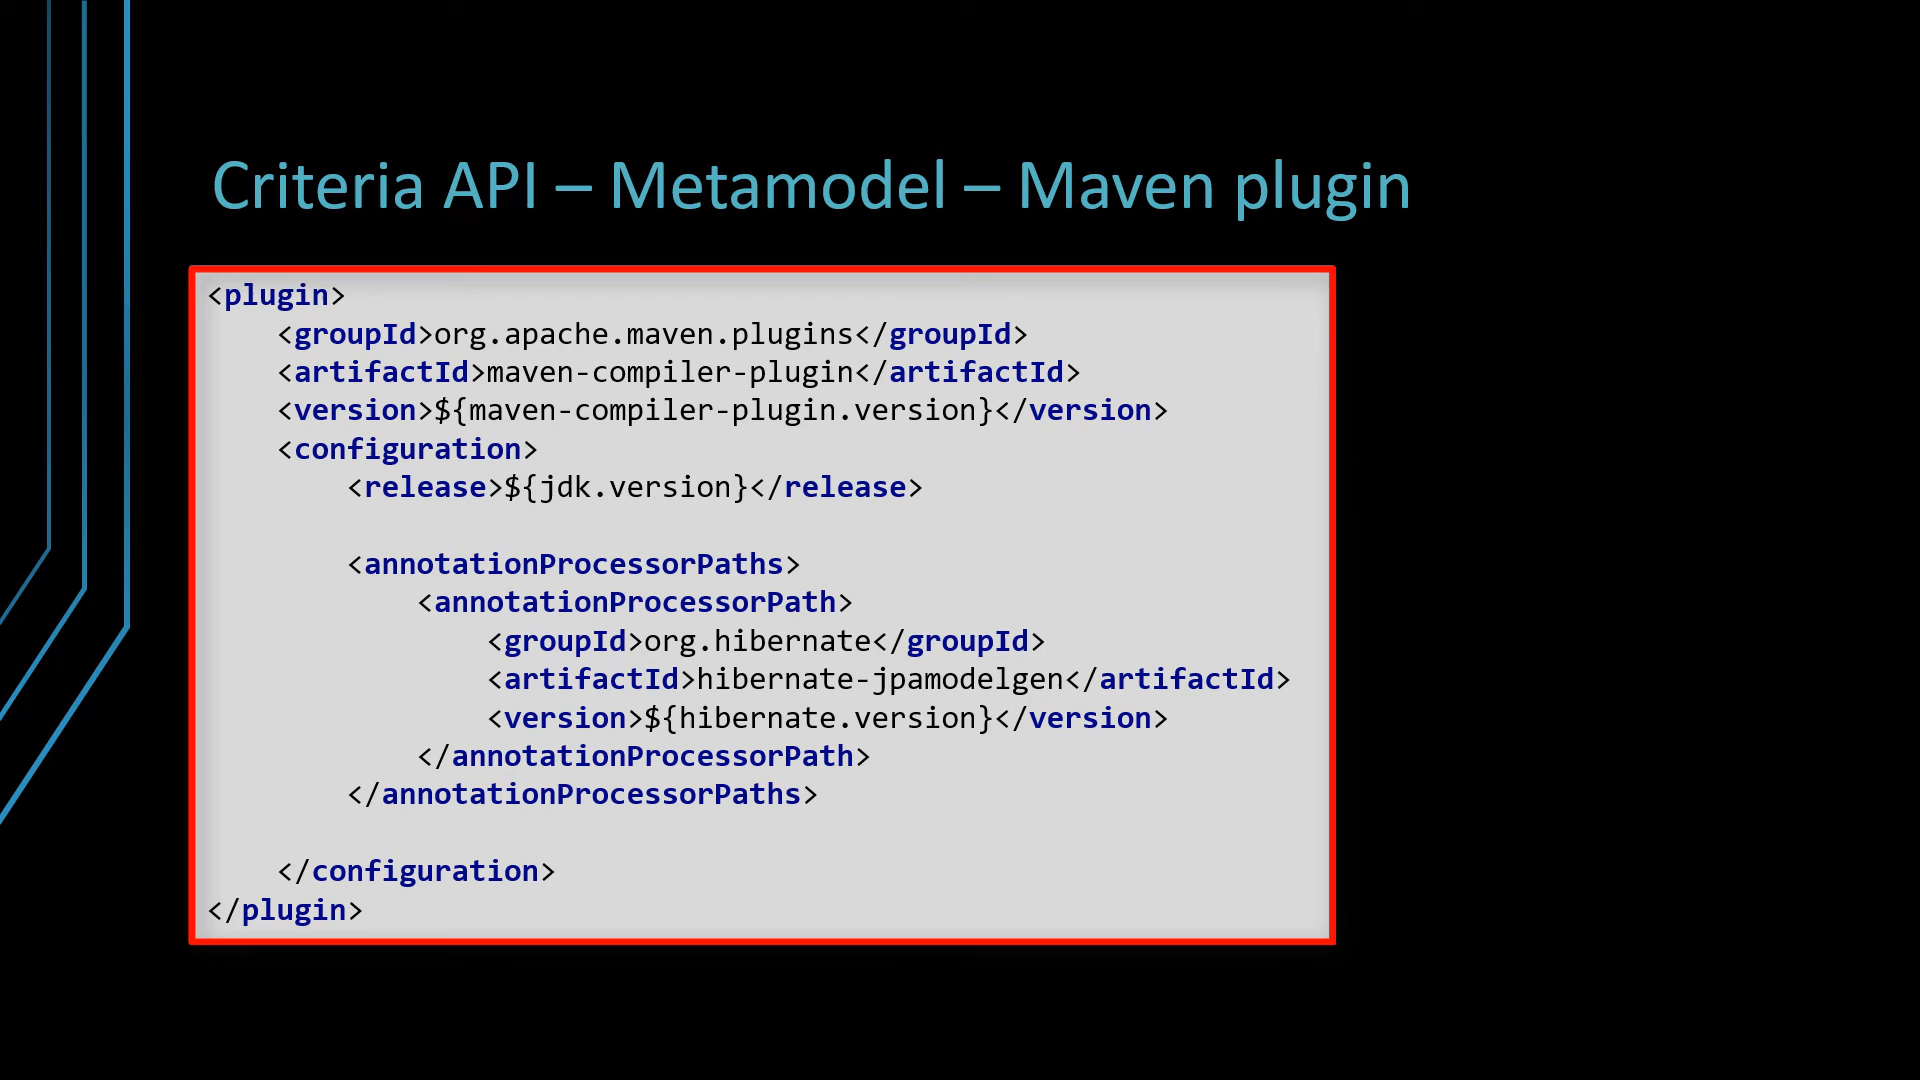 Criteria API – Metamodel – Maven plugin
<plugin>
    <groupId>org.apache.maven.plugins</groupId>
    <artifactId>maven-compiler-plugin</artifactId>
    <version>${maven-compiler-plugin.version}</version>
    <configuration>
        <release>${jdk.version}</release>
        <annotationProcessorPaths>
            <annotationProcessorPath>
                <groupId>org.hibernate</groupId>
                <artifactId>hibernate-jpamodelgen</artifactId>
                <version>${hibernate.version}</version>
            </annotationProcessorPath>
        </annotationProcessorPaths>
    </configuration>
</plugin>